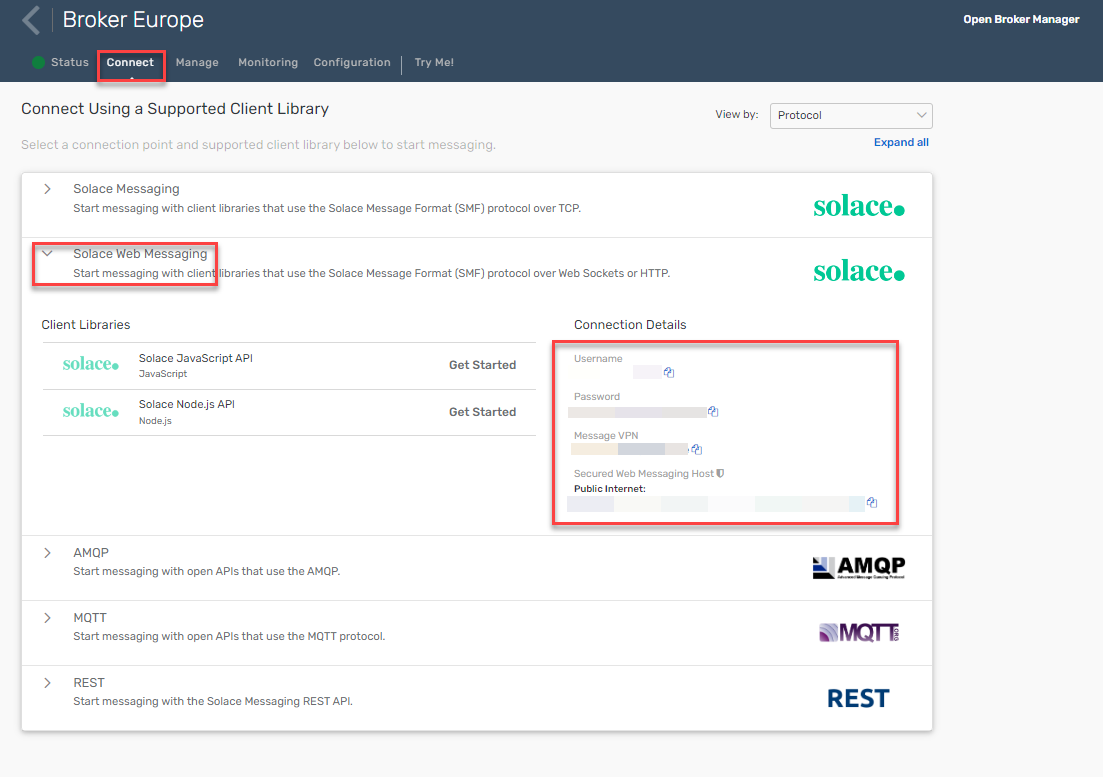 Broker Europe
Open Broker Manager
Status Connect Manage Monitoring Configuration Try Me!
Connect Using a Supported Client Library
View by: Protocol
Select a connection point and supported client library below to start messaging.
Expand all
Solace Messaging
Start messaging with client libraries that use the Solace Message Format (SMF) protocol over TCP.
solace.
Solace Web Messaging
Start messaging with client libraries that use the Solace Message Format (SMF) protocol over Web Sockets or HTTP.
solace.
Client Libraries
solace.
Solace JavaScript API
JavaScript
Get Started
solace.
Solace Node.js API
Node.js
Get Started
Connection Details
Username
Password
Message VPN
Secured Web Messaging Host
Public Internet:
AMQP
Start messaging with open APIs that use the AMQP.
AMQP
Advanced Message Queuing Protocol
MQTT
Start messaging with open APIs that use the MQTT protocol.
MQTT.ORG
REST
Start messaging with the Solace Messaging REST API.
REST